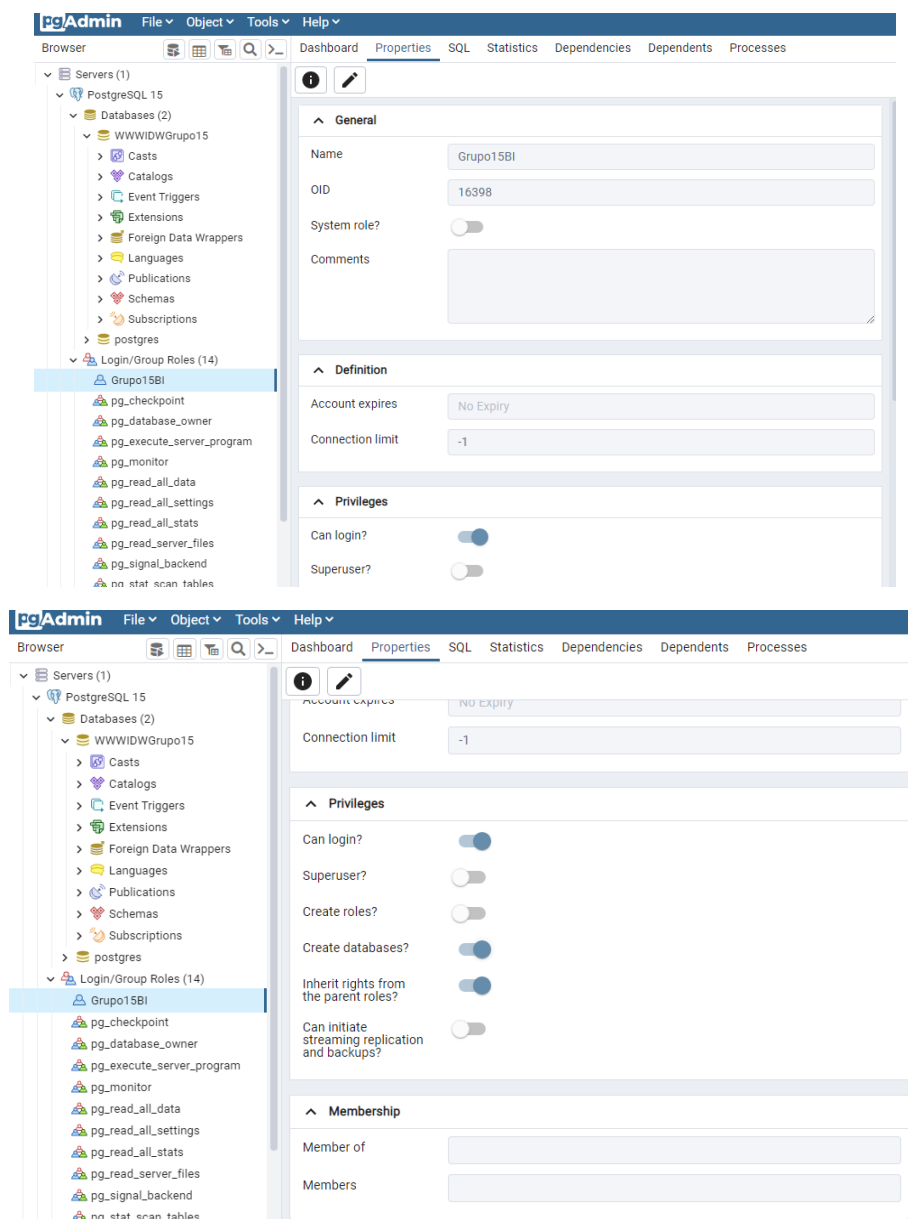 pgAdmin File Object Tools Help
Browser Dashboard Properties SQL Statistics Dependencies Dependents Processes
Servers (1)
PostgreSQL 15
Databases (2)
WWWIDWGrupo15
Casts
Catalogs
Event Triggers
Extensions
Foreign Data Wrappers
Languages
Publications
Schemas
Subscriptions
postgres
Login/Group Roles (14)
Grupo15BI
pg_checkpoint
pg_database_owner
pg_execute_server_program
pg_monitor
pg_read_all_data
pg_read_all_settings
pg_read_all_stats
pg_read_server_files
pg_signal_backend
pg_stat_scan_tables
General
Name Grupo15BI
OID 16398
System role?
Comments
Definition
Account expires No Expiry
Connection limit -1
Privileges
Can login?
Superuser?
pgAdmin File Object Tools Help
Browser Dashboard Properties SQL Statistics Dependencies Dependents Processes
Servers (1)
PostgreSQL 15
Databases (2)
WWWIDWGrupo15
Casts
Catalogs
Event Triggers
Extensions
Foreign Data Wrappers
Languages
Publications
Schemas
Subscriptions
postgres
Login/Group Roles (14)
Grupo15BI
pg_checkpoint
pg_database_owner
pg_execute_server_program
pg_monitor
pg_read_all_data
pg_read_all_settings
pg_read_all_stats
pg_read_server_files
pg_signal_backend
pg_stat_scan_tables
Account expires No Expiry
Connection limit -1
Privileges
Can login?
Superuser?
Create roles?
Create databases?
Inherit rights from
the parent roles?
Can initiate
streaming replication
and backups?
Membership
Member of
Members